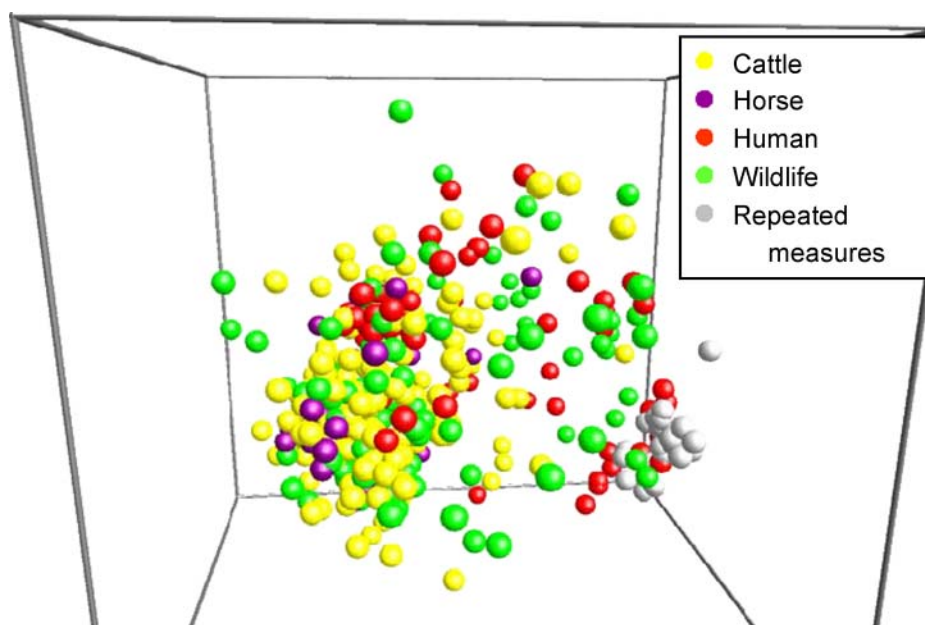 Cattle
Horse
Human
Wildlife
Repeated
measures